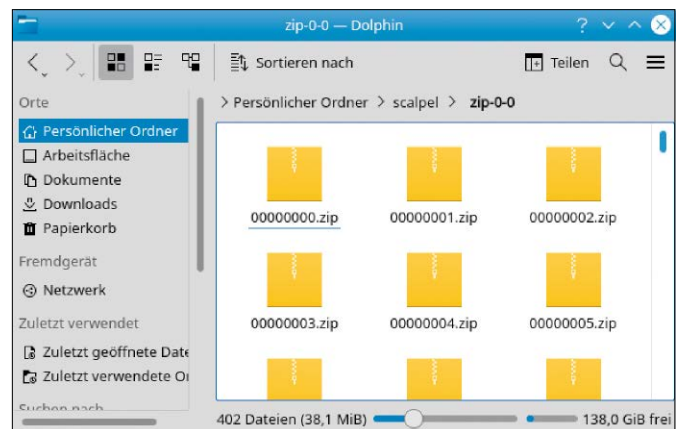 zip-0-0 — Dolphin
Sortieren nach
Teilen
Orte
> Persönlicher Ordner > scalpel > zip-0-0
Persönlicher Ordner
Arbeitsfläche
Dokumente
Downloads
Papierkorb
Fremdgerät
Netzwerk
Zuletzt verwendet
Zuletzt geöffnete Date
Zuletzt verwendete Or
Suchen nach
00000000.zip 00000001.zip 00000002.zip
00000003.zip 00000004.zip 00000005.zip
402 Dateien (38,1 MiB) 138,0 GiB frei